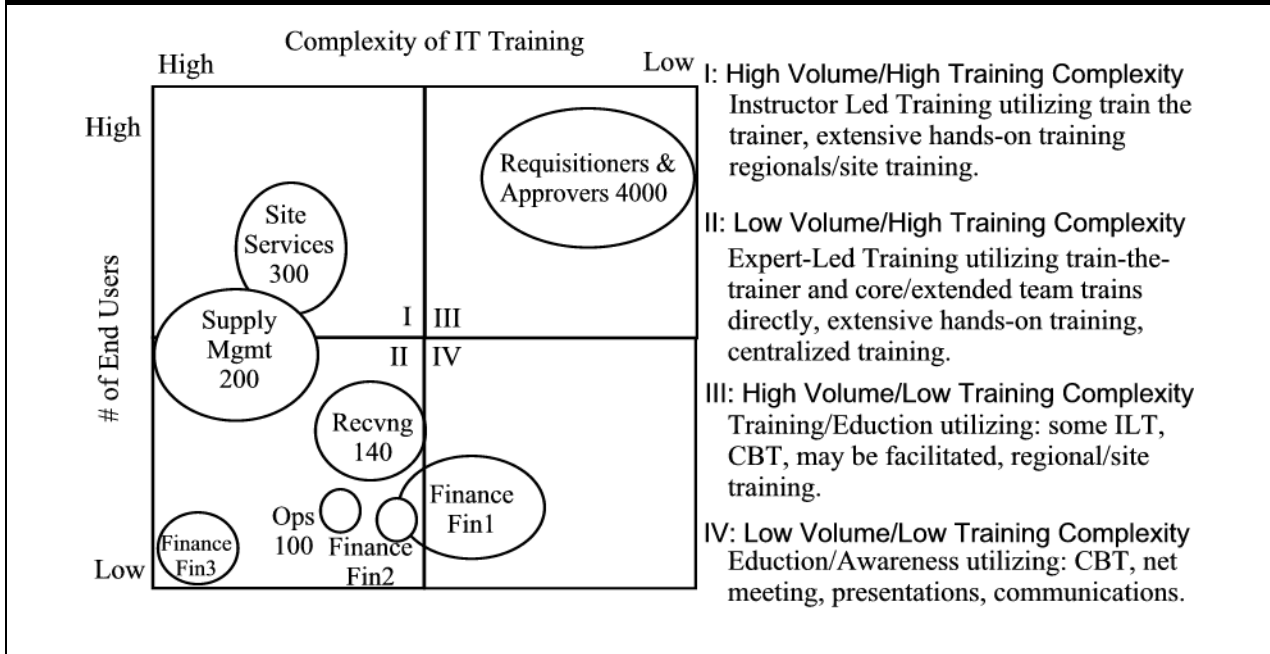 Complexity of IT Training
High
Low
High
# of End Users
Low
Requisitioners &
Approvers 4000
Site
Services
300
I
III
Supply
Mgmt
200
II
IV
Recvng
140
Finance
Fin1
Ops
100
Finance
Fin2
Finance
Fin3
I: High Volume/High Training Complexity
Instructor Led Training utilizing train the
trainer, extensive hands-on training
regionals/site training.
II: Low Volume/High Training Complexity
Expert-Led Training utilizing train-the-
trainer and core/extended team trains
directly, extensive hands-on training,
centralized training.
III: High Volume/Low Training Complexity
Training/Eduction utilizing: some ILT,
CBT, may be facilitated, regional/site
training.
IV: Low Volume/Low Training Complexity
Eduction/Awareness utilizing: CBT, net
meeting, presentations, communications.